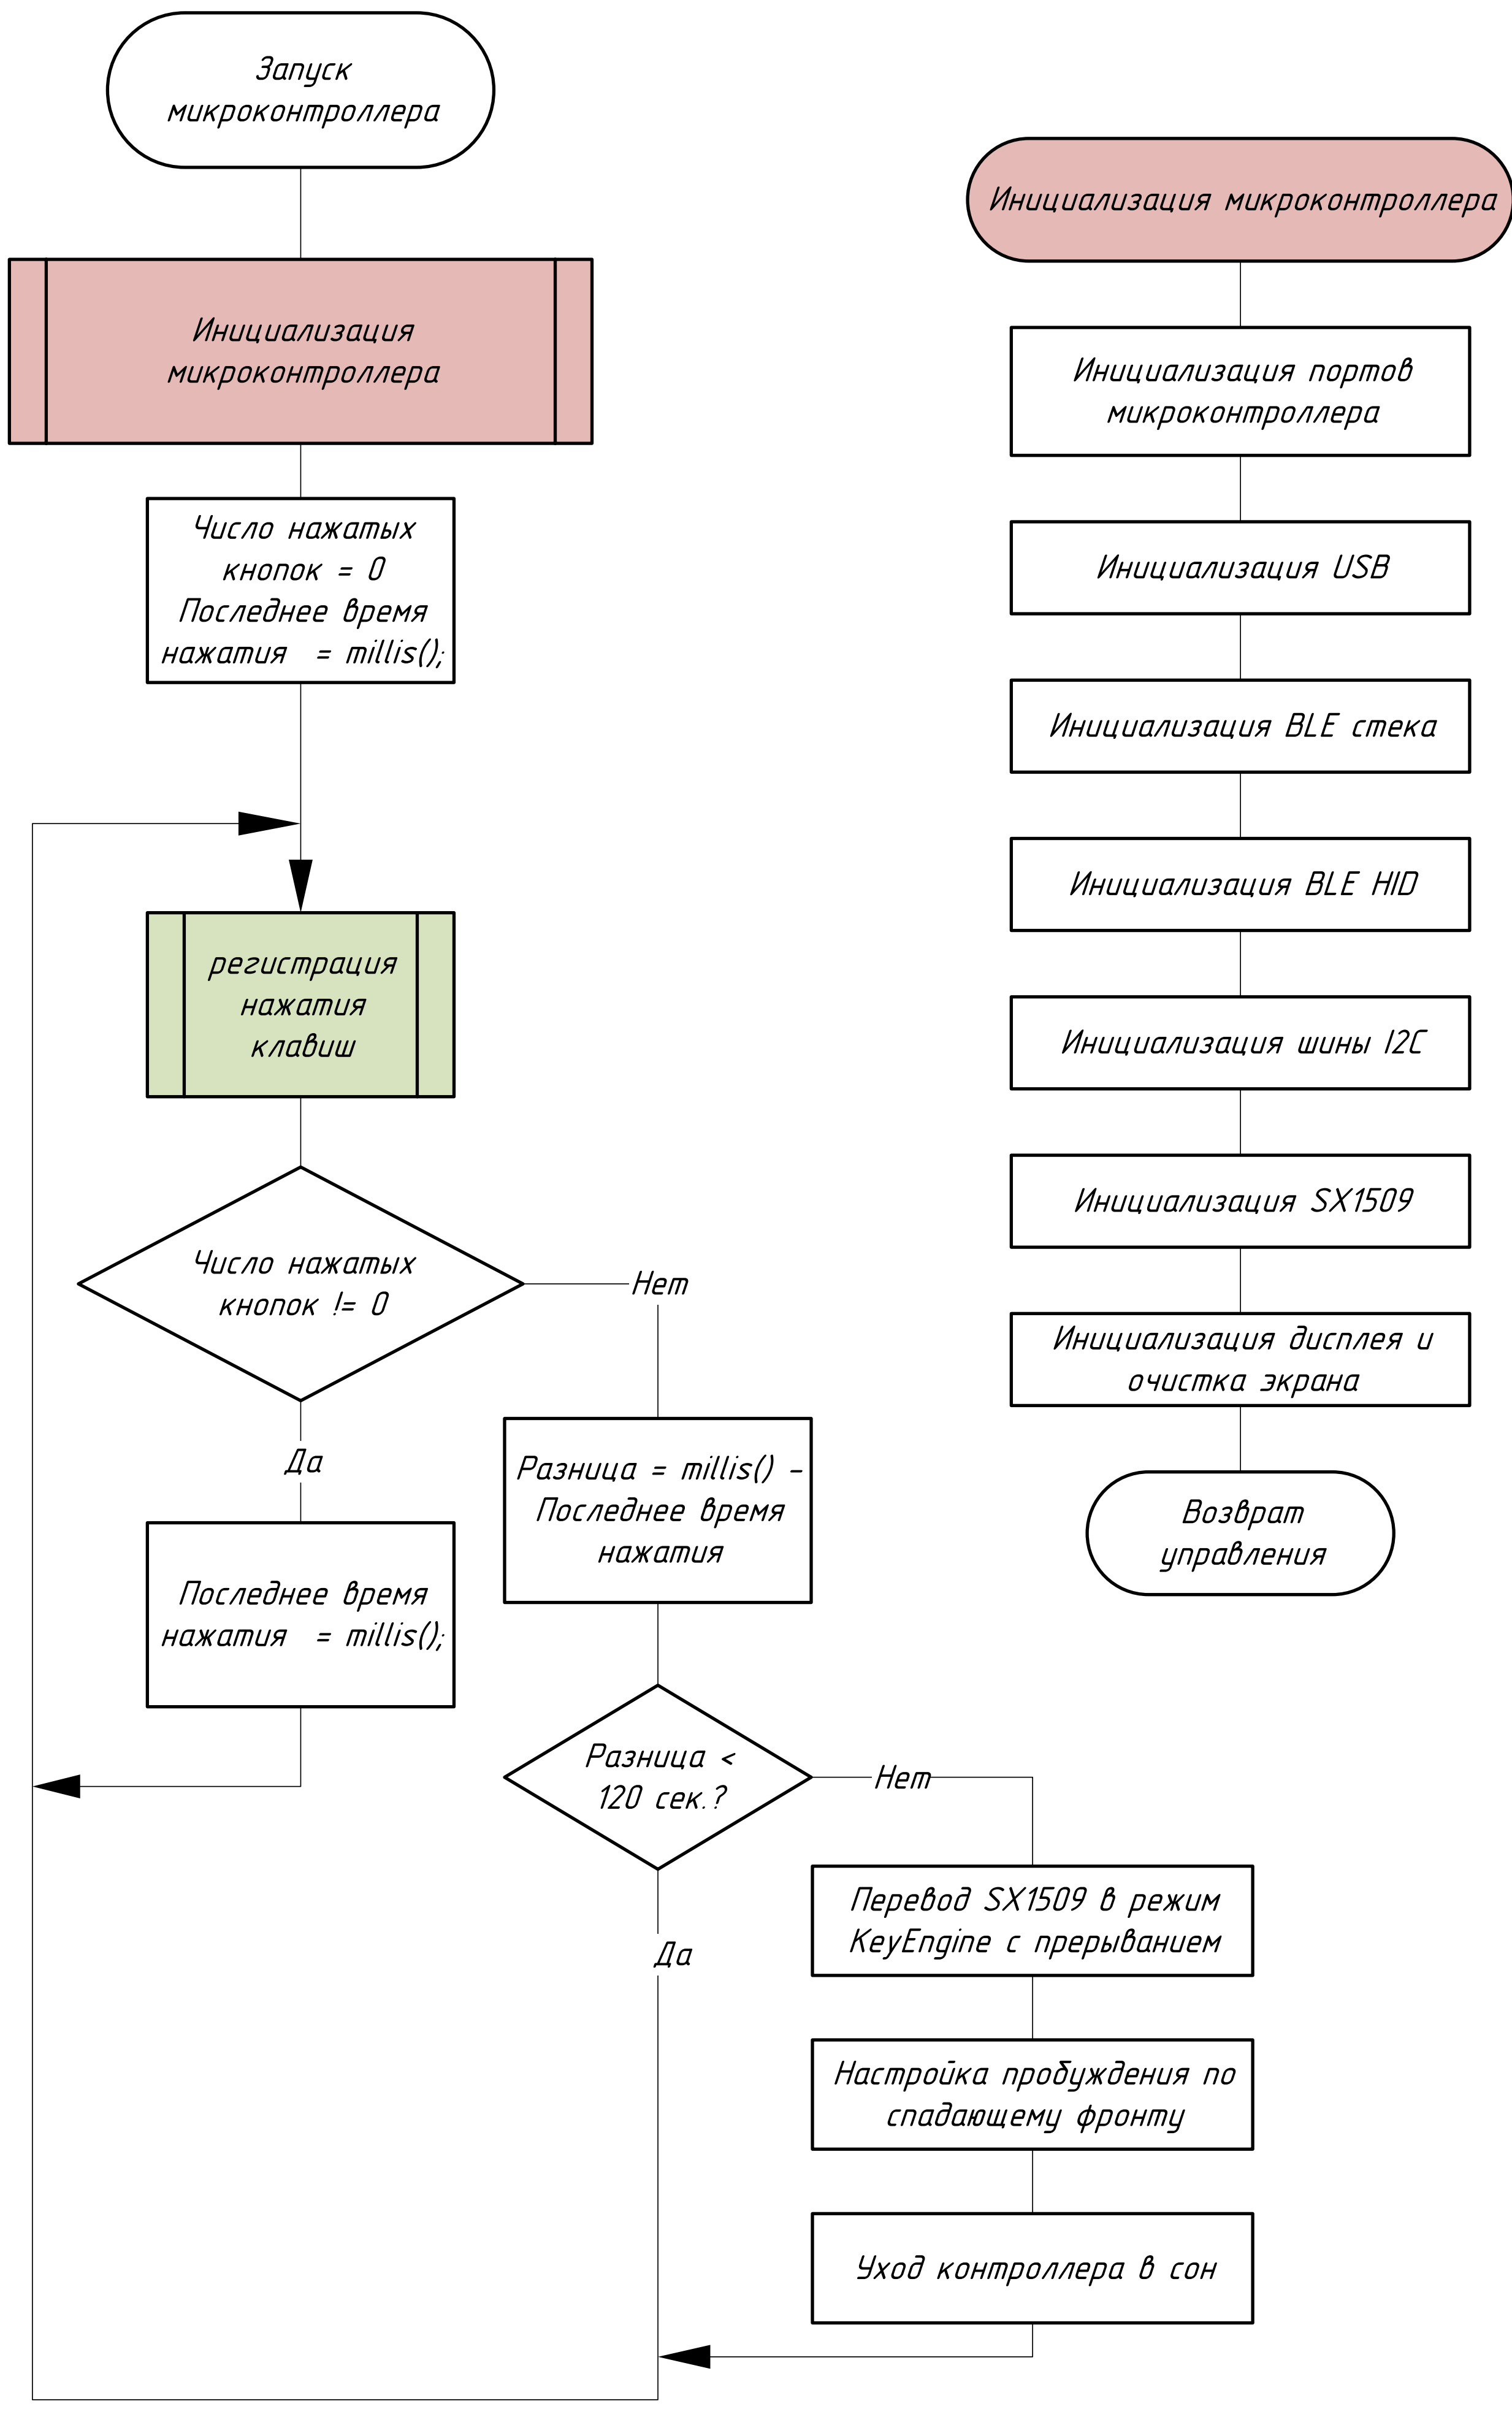 Запуск
микроконтроллера
Инициализация
микроконтроллера
Число нажатых
кнопок = 0
Последнее время
нажатия = millis();
регистрация
нажатия
клавиш
Число нажатых
кнопок != 0
Нет
Да
Последнее время
нажатия = millis();
Разница = millis() -
Последнее время
нажатия
Разница <
120 сек.?
Нет
Да
Перевод SX1509 в режим
KeyEngine с прерыванием
Настройка пробуждения по
спадающему фронту
Уход контроллера в сон
Инициализация микроконтроллера
Инициализация портов
микроконтроллера
Инициализация USB
Инициализация BLE стека
Инициализация BLE HID
Инициализация шины I2C
Инициализация SX1509
Инициализация дисплея и
очистка экрана
Возврат
управления